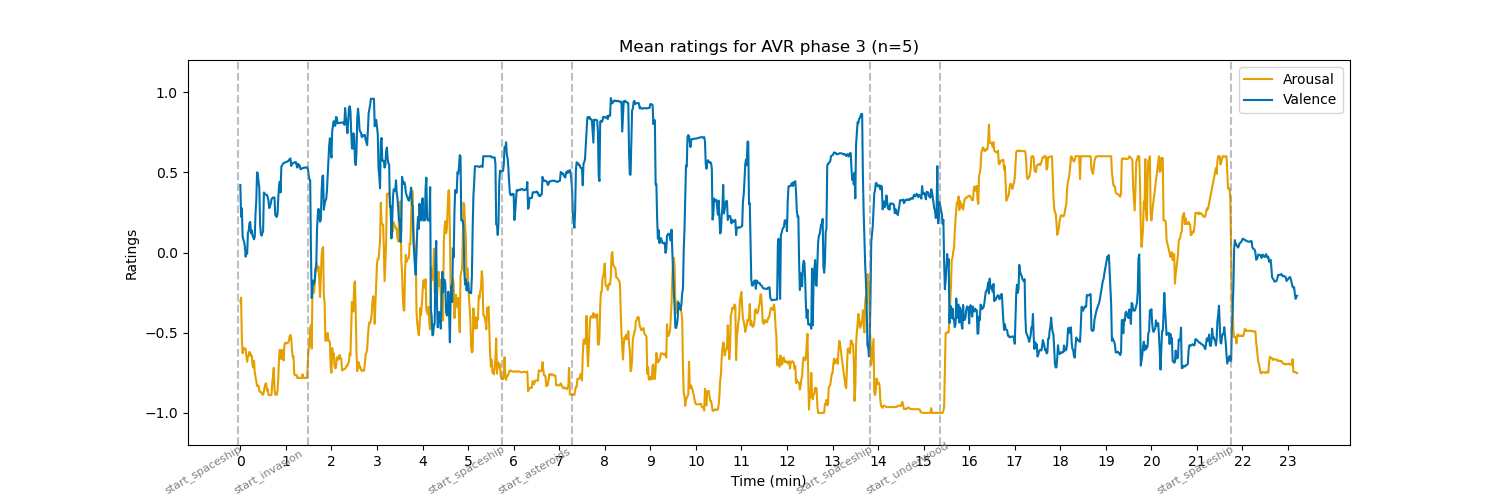 Mean ratings for AVR phase 3 (n=5)
Arousal
Valence
Ratings
1.0
0.5
0.0
−0.5
−1.0
0 1 2 3 4 5 6 7 8 9 10 11 12 13 14 15 16 17 18 19 20 21 22 23
start_spaceship
start_invasion
start_spaceship
start_asteroids
start_spaceship
start_underwood
start_spaceship
Time (min)